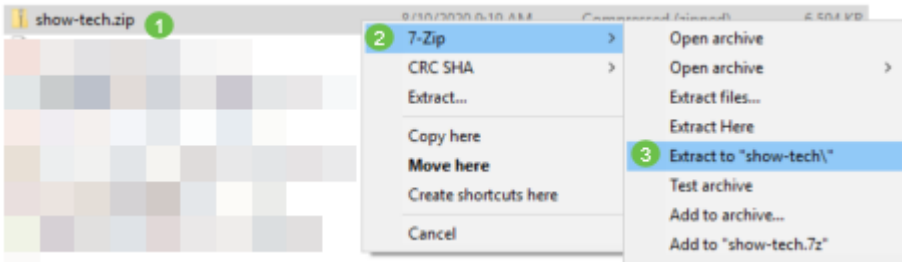 show-tech.zip 1 8/10/2020 9:19 AM Compressed (zipped) 6,594 KB
2 7-Zip
CRC SHA
Extract...
Copy here
Move here
Create shortcuts here
Cancel
Open archive
Open archive
Extract files...
Extract Here
3 Extract to "show-tech\"
Test archive
Add to archive...
Add to "show-tech.7z"